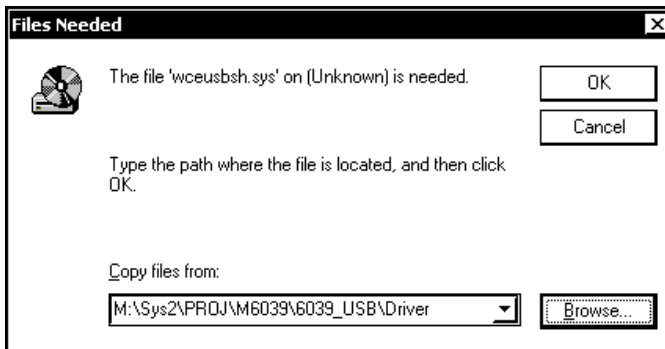 Files Needed
The file 'wceusbsh.sys' on (Unknown) is needed.
OK
Cancel
Type the path where the file is located, and then click
OK.
Copy files from:
M:\Sys2\PROJ\M6039\6039_USB\Driver
Browse...